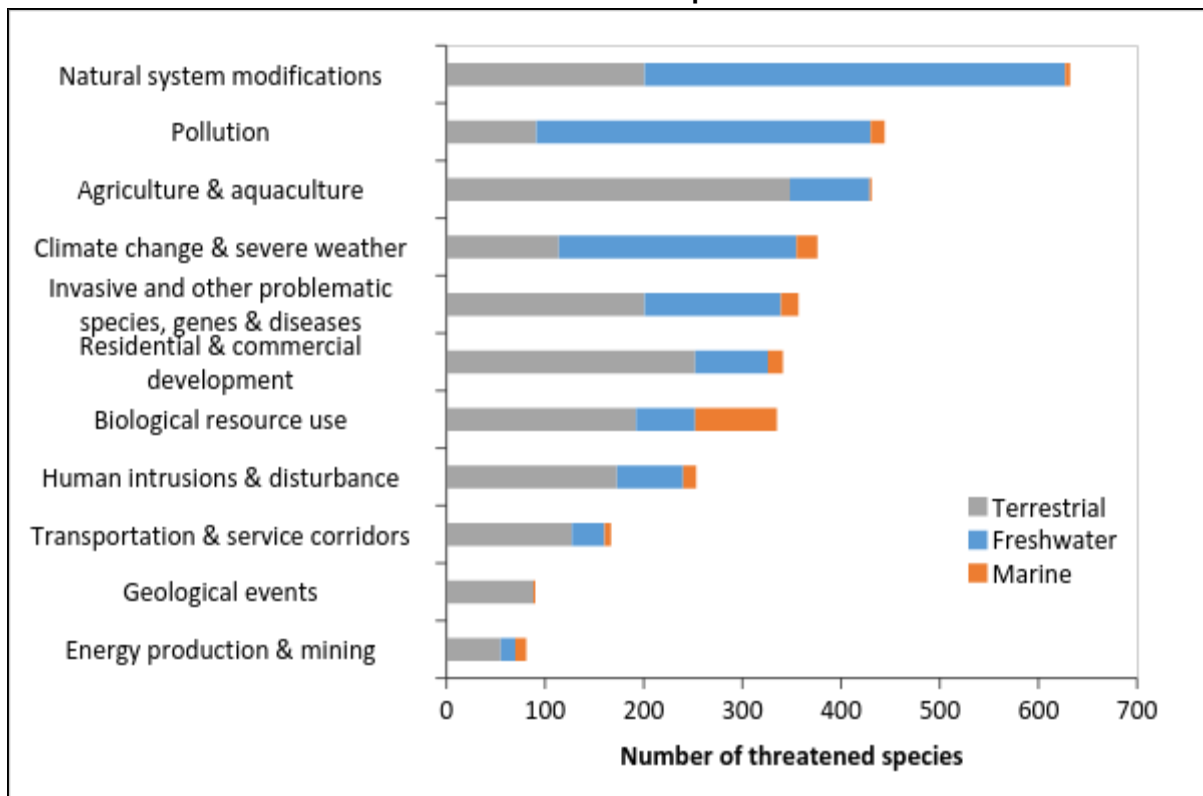 Natural system modifications
Pollution
Agriculture & aquaculture
Climate change & severe weather
Invasive and other problematic
species, genes & diseases
Residential & commercial
development
Biological resource use
Human intrusions & disturbance
Transportation & service corridors
Geological events
Energy production & mining
Terrestrial
Freshwater
Marine
0 100 200 300 400 500 600 700
Number of threatened species